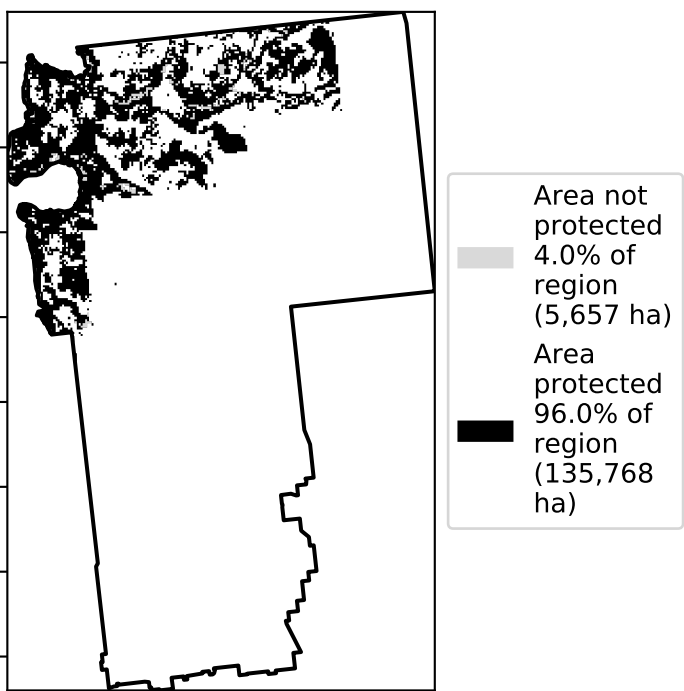 Area not
protected
4.0% of
region
(5,657 ha)
Area
protected
96.0% of
region
(135,768
ha)